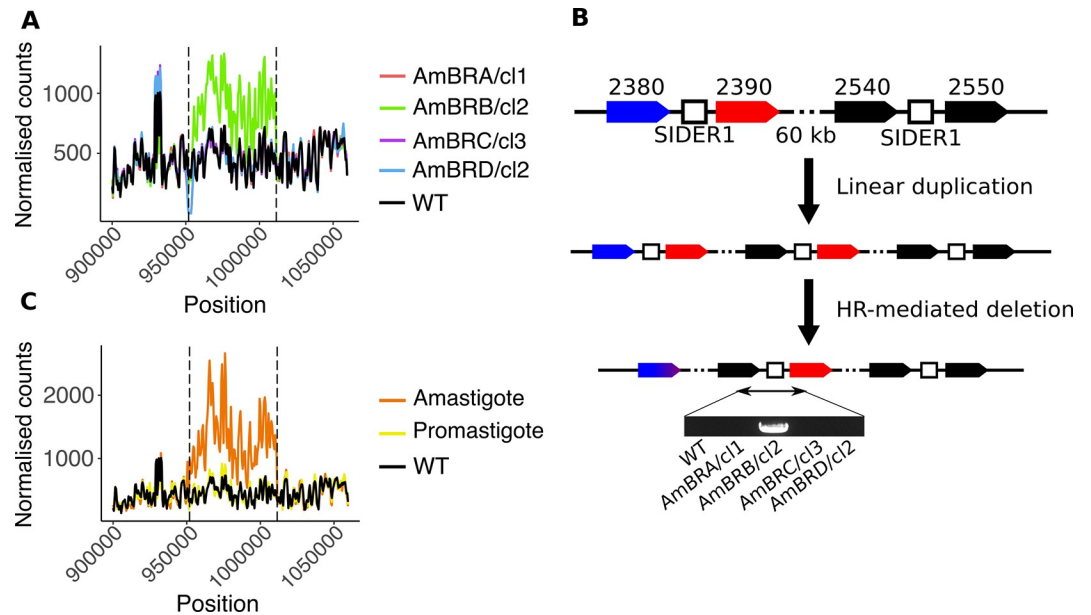 A
Normalised counts
1000
500
900000
950000
1000000
1050000
Position
AmBRA/cl1
AmBRB/cl2
AmBRC/cl3
AmBRD/cl2
WT
B
2380
2390
2540
2550
SIDER1
60 kb
SIDER1
Linear duplication
HR-mediated deletion
WT
AmBRA/cl1
AmBRB/cl2
AmBRC/cl3
AmBRD/cl2
C
Normalised counts
2000
1000
900000
950000
1000000
1050000
Position
Amastigote
Promastigote
WT